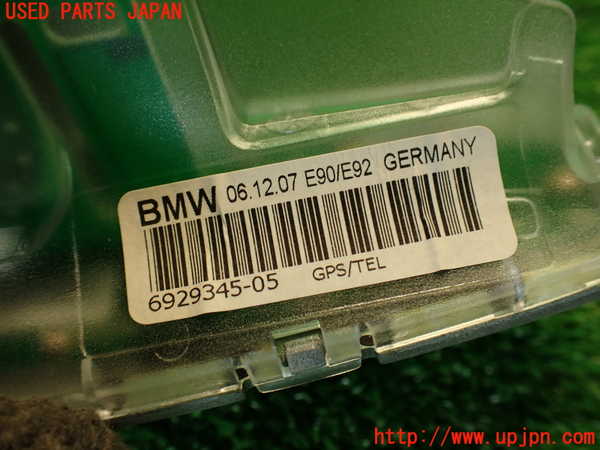 USED PARTS JAPAN
BMW 06.12.07 E90/E92 GERMANY
6929345-05 GPS/TEL
http://www.upjpn.com